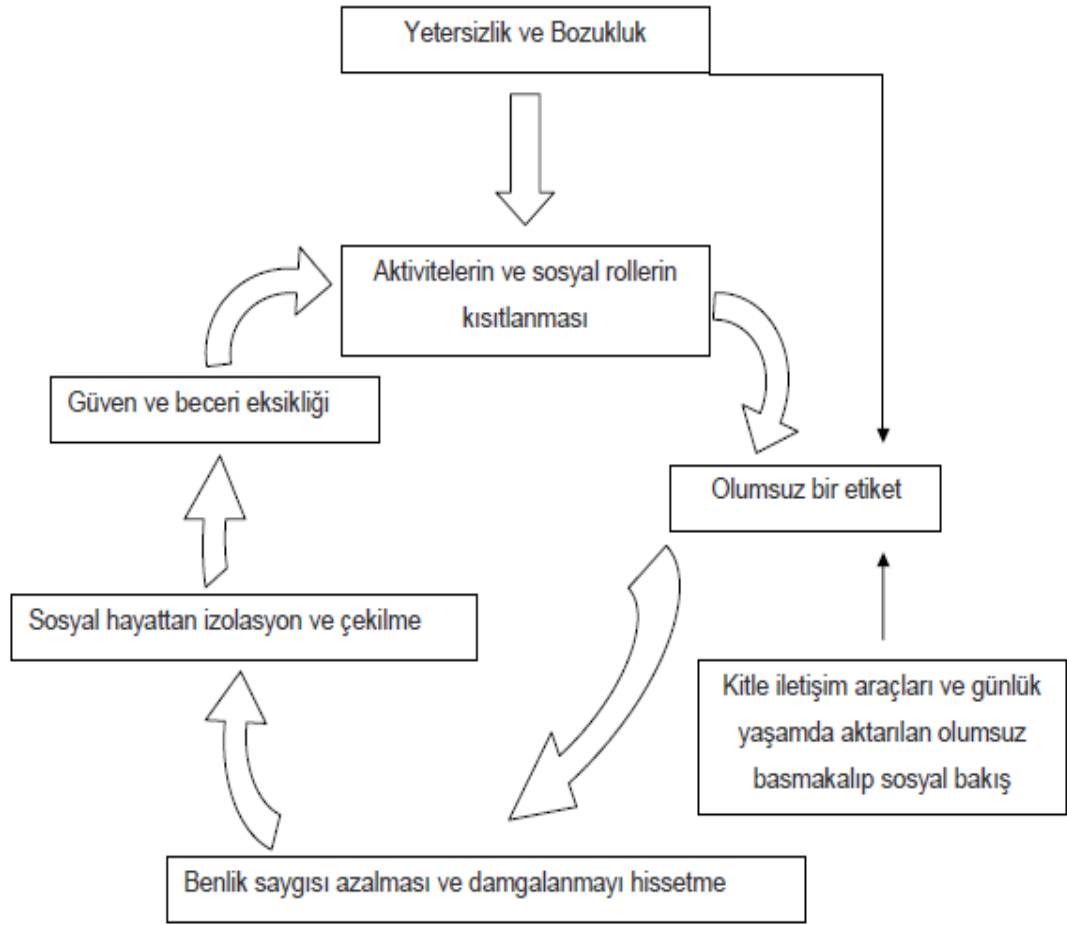 Yetersizlik ve Bozukluk
Aktivitelerin ve sosyal rollerin
kısıtlanması
Güven ve beceri eksikliği
Olumsuz bir etiket
Sosyal hayattan izolasyon ve çekilme
Kitle iletişim araçları ve günlük
yaşamda aktarılan olumsuz
basmakalıp sosyal bakış
Benlik saygısı azalması ve damgalanmayı hissetme